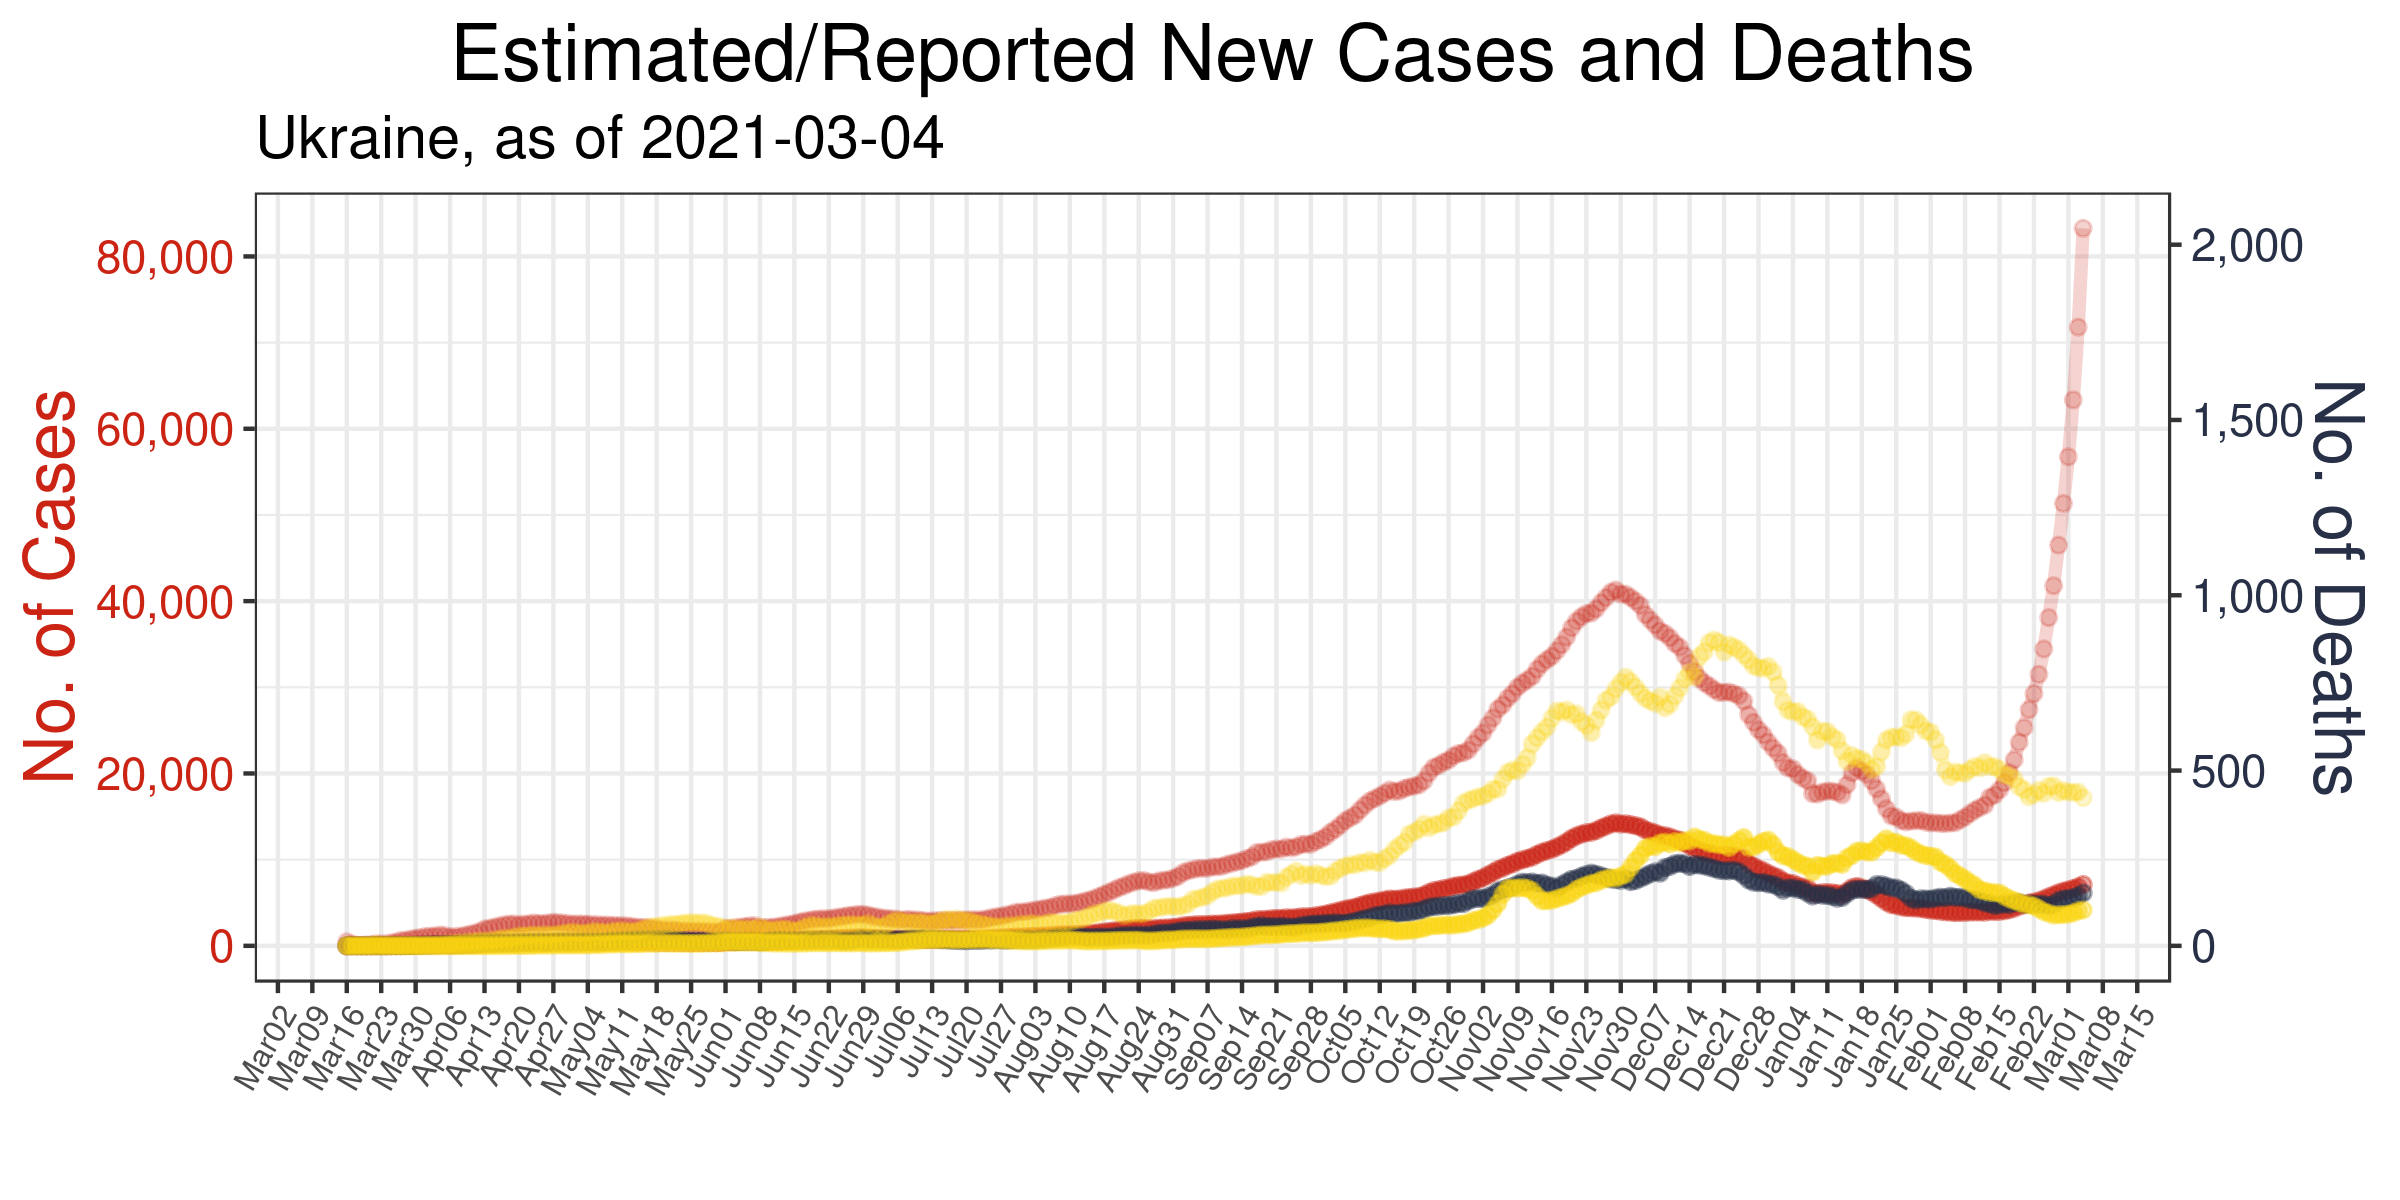 Estimated/Reported New Cases and Deaths
Ukraine, as of 2021-03-04
No. of Cases
80,000
60,000
40,000
20,000
0
2,000
1,500
1,000
500
0
No. of Deaths
Mar02
Mar09
Mar16
Mar23
Mar30
Apr06
Apr13
Apr20
Apr27
May04
May11
May18
May25
Jun01
Jun08
Jun15
Jun22
Jun29
Jul06
Jul13
Jul20
Jul27
Aug03
Aug10
Aug17
Aug24
Aug31
Sep07
Sep14
Sep21
Sep28
Oct05
Oct12
Oct19
Oct26
Nov02
Nov09
Nov16
Nov23
Nov30
Dec07
Dec14
Dec21
Dec28
Jan04
Jan11
Jan18
Jan25
Feb01
Feb08
Feb15
Feb22
Mar01
Mar08
Mar15